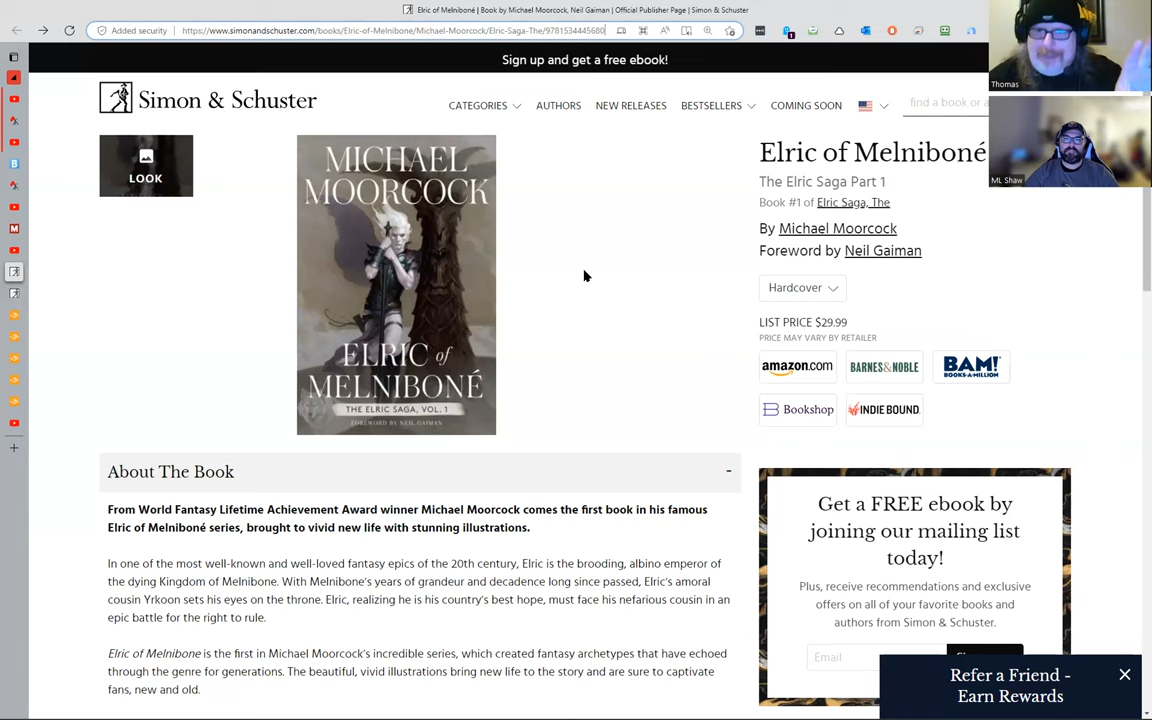 Elric of Melniboné | Book by Michael Moorcock, Neil Gaiman | Official Publisher Page | Simon & Schuster
Added security
https://www.simonandschuster.com/books/Elric-of-Melnibone/Michael-Moorcock/Elric-Saga-The/9781534445680
Sign up and get a free ebook!
Simon & Schuster
CATEGORIES AUTHORS NEW RELEASES BESTSELLERS COMING SOON
find a book or a
Thomas
ML Shaw
LOOK
MICHAEL
MOORCOCK
ELRIC of
MELNIBONÉ
THE ELRIC SAGA, VOL. 1
FOREWORD BY NEIL GAIMAN
Elric of Melniboné
The Elric Saga Part 1
Book #1 of Elric Saga, The
By Michael Moorcock
Foreword by Neil Gaiman
Hardcover
LIST PRICE $29.99
PRICE MAY VARY BY RETAILER
amazon.com BARNES & NOBLE BAM!
BOOKS-A-MILLION
Bookshop INDIE BOUND
About The Book -
From World Fantasy Lifetime Achievement Award winner Michael Moorcock comes the first book in his famous
Elric of Melniboné series, brought to vivid new life with stunning illustrations.
In one of the most well-known and well-loved fantasy epics of the 20th century, Elric is the brooding, albino emperor of
the dying Kingdom of Melnibone. With Melnibone's years of grandeur and decadence long since passed, Elric's amoral
cousin Yrkoon sets his eyes on the throne. Elric, realizing he is his country's best hope, must face his nefarious cousin in an
epic battle for the right to rule.
Elric of Melnibone is the first in Michael Moorcock's incredible series, which created fantasy archetypes that have echoed
through the genre for generations. The beautiful, vivid illustrations bring new life to the story and are sure to captivate
fans, new and old.
Get a FREE ebook by
joining our mailing list
today!
Plus, receive recommendations and exclusive
offers on all of your favorite books and
authors from Simon & Schuster.
Email
Refer a Friend -
Earn Rewards